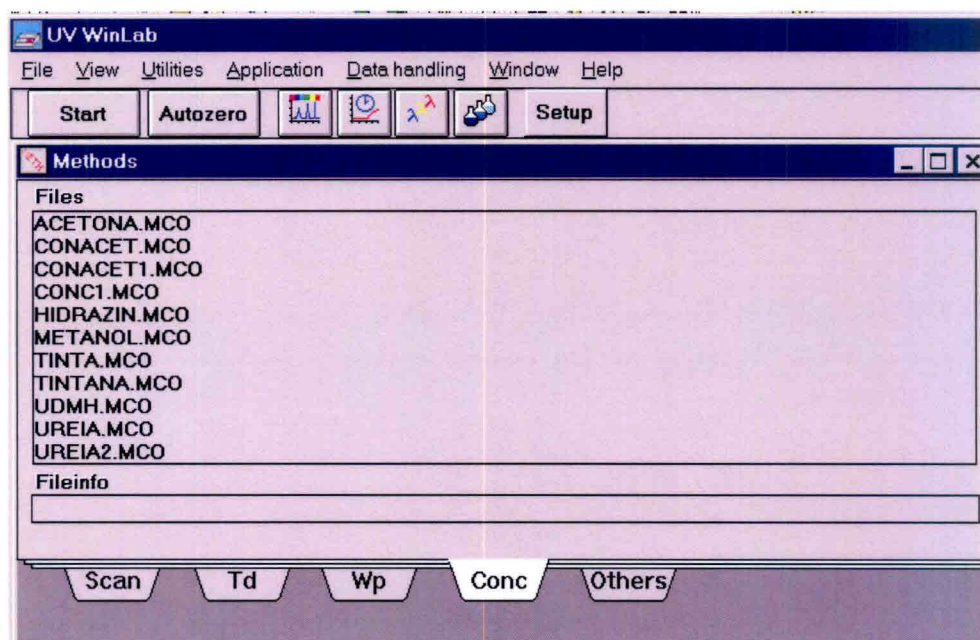 UV WinLab
File View Utilities Application Data handling Window Help
Start Autozero λ λ Setup
Methods
Files
ACETONA.MCO
CONACET.MCO
CONACET1.MCO
CONC1.MCO
HIDRAZIN.MCO
METANOL.MCO
TINTA.MCO
TINTANA.MCO
UDMH.MCO
UREIA.MCO
UREIA2.MCO
Fileinfo
Scan Td Wp Conc Others